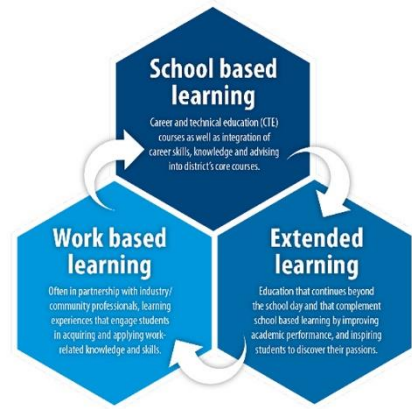 School based
learning
Career and technical education (CTE)
courses as well as integration of
career skills, knowledge and advising
into district's core courses.
Work based
learning
Often in partnership with industry/
community professionals, learning
experiences that engage students
in acquiring and applying work-
related knowledge and skills.
Extended
learning
Education that continues beyond
the school day and that complement
school based learning by improving
academic performance, and inspiring
students to discover their passions.